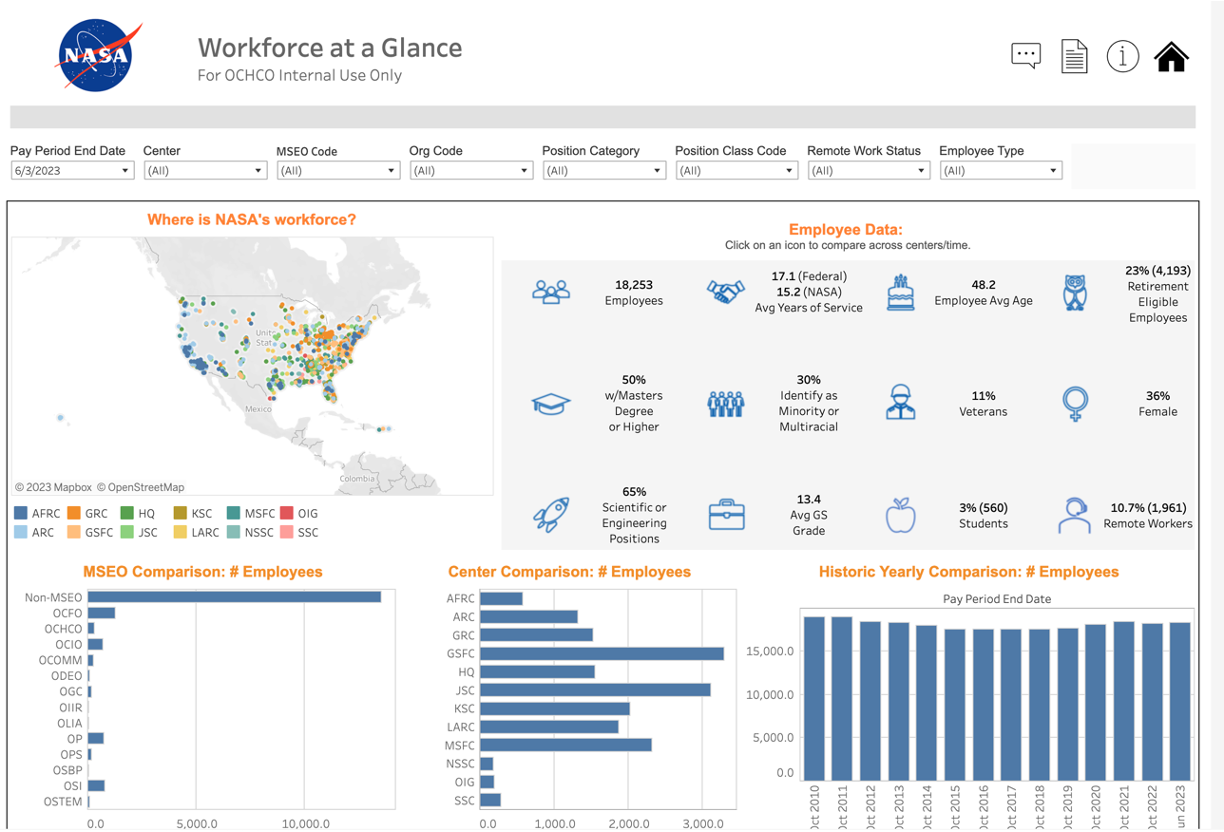 NASA
Workforce at a Glance
For OCHCO Internal Use Only
Pay Period End Date
6/3/2023
Center
(All)
MSEO Code
(All)
Org Code
(All)
Position Category
(All)
Position Class Code
(All)
Remote Work Status
(All)
Employee Type
(All)
Where is NASA's workforce?
Unit
Stat
Mexico
Colombia
© 2023 Mapbox © OpenStreetMap
AFRC GRC HQ KSC MSFC OIG
ARC GSFC JSC LARC NSSC SSC
Employee Data:
Click on an icon to compare across centers/time.
18,253
Employees
17.1 (Federal)
15.2 (NASA)
Avg Years of Service
48.2
Employee Avg Age
23% (4,193)
Retirement
Eligible
Employees
50%
w/Masters
Degree
or Higher
30%
Identify as
Minority or
Multiracial
11%
Veterans
36%
Female
65%
Scientific or
Engineering
Positions
13.4
Avg GS
Grade
3% (560)
Students
10.7% (1,961)
Remote Workers
MSEO Comparison: # Employees
Non-MSEO
OCFO
OCHCO
OCIO
OCOMM
ODEO
OGC
OIIR
OLIA
OP
OPS
OSBP
OSI
OSTEM
0.0 5,000.0 10,000.0
Center Comparison: # Employees
AFRC
ARC
GRC
GSFC
HQ
JSC
KSC
LARC
MSFC
NSSC
OIG
SSC
0.0 1,000.0 2,000.0 3,000.0
Historic Yearly Comparison: # Employees
Pay Period End Date
15,000.0
10,000.0
5,000.0
0.0
Oct 2010
Oct 2011
Oct 2012
Oct 2013
Oct 2014
Oct 2015
Oct 2016
Oct 2017
Oct 2018
Oct 2019
Oct 2020
Oct 2021
Oct 2022
un 2023